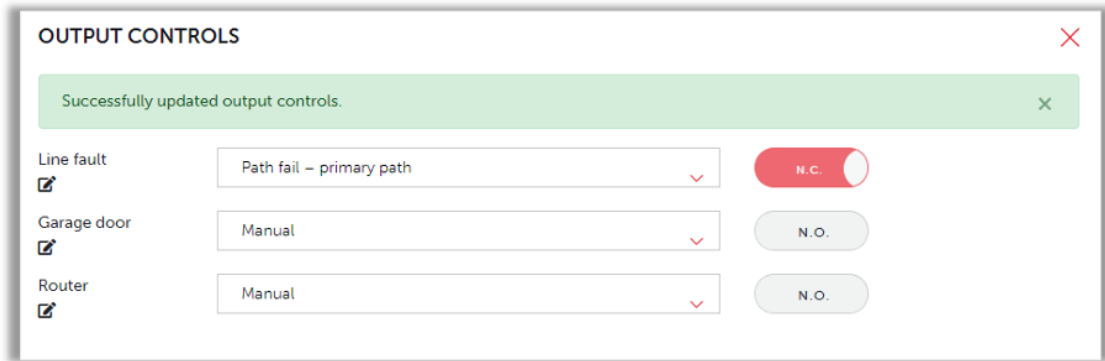 OUTPUT CONTROLS
Successfully updated output controls.
Line fault
Path fail – primary path
N.C.
Garage door
Manual
N.O.
Router
Manual
N.O.